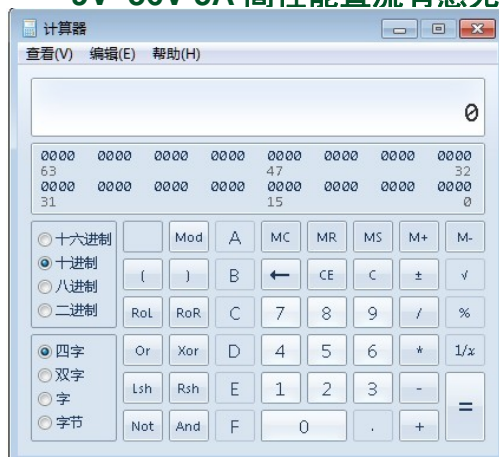 计算器
查看(V) 编辑(E) 帮助(H)
0
0000 0000 0000 0000 0000 0000 0000 0000
63 47 32
0000 0000 0000 0000 0000 0000 0000 0000
31 15 0
十六进制 Mod A MC MR MS M+ M-
十进制 ( ) B ← CE C ± √
八进制
二进制 RoL RoR C 7 8 9 / %
四字 Or Xor D 4 5 6 * 1/x
双字
字 Lsh Rsh E 1 2 3 - =
字节 Not And F 0 . +